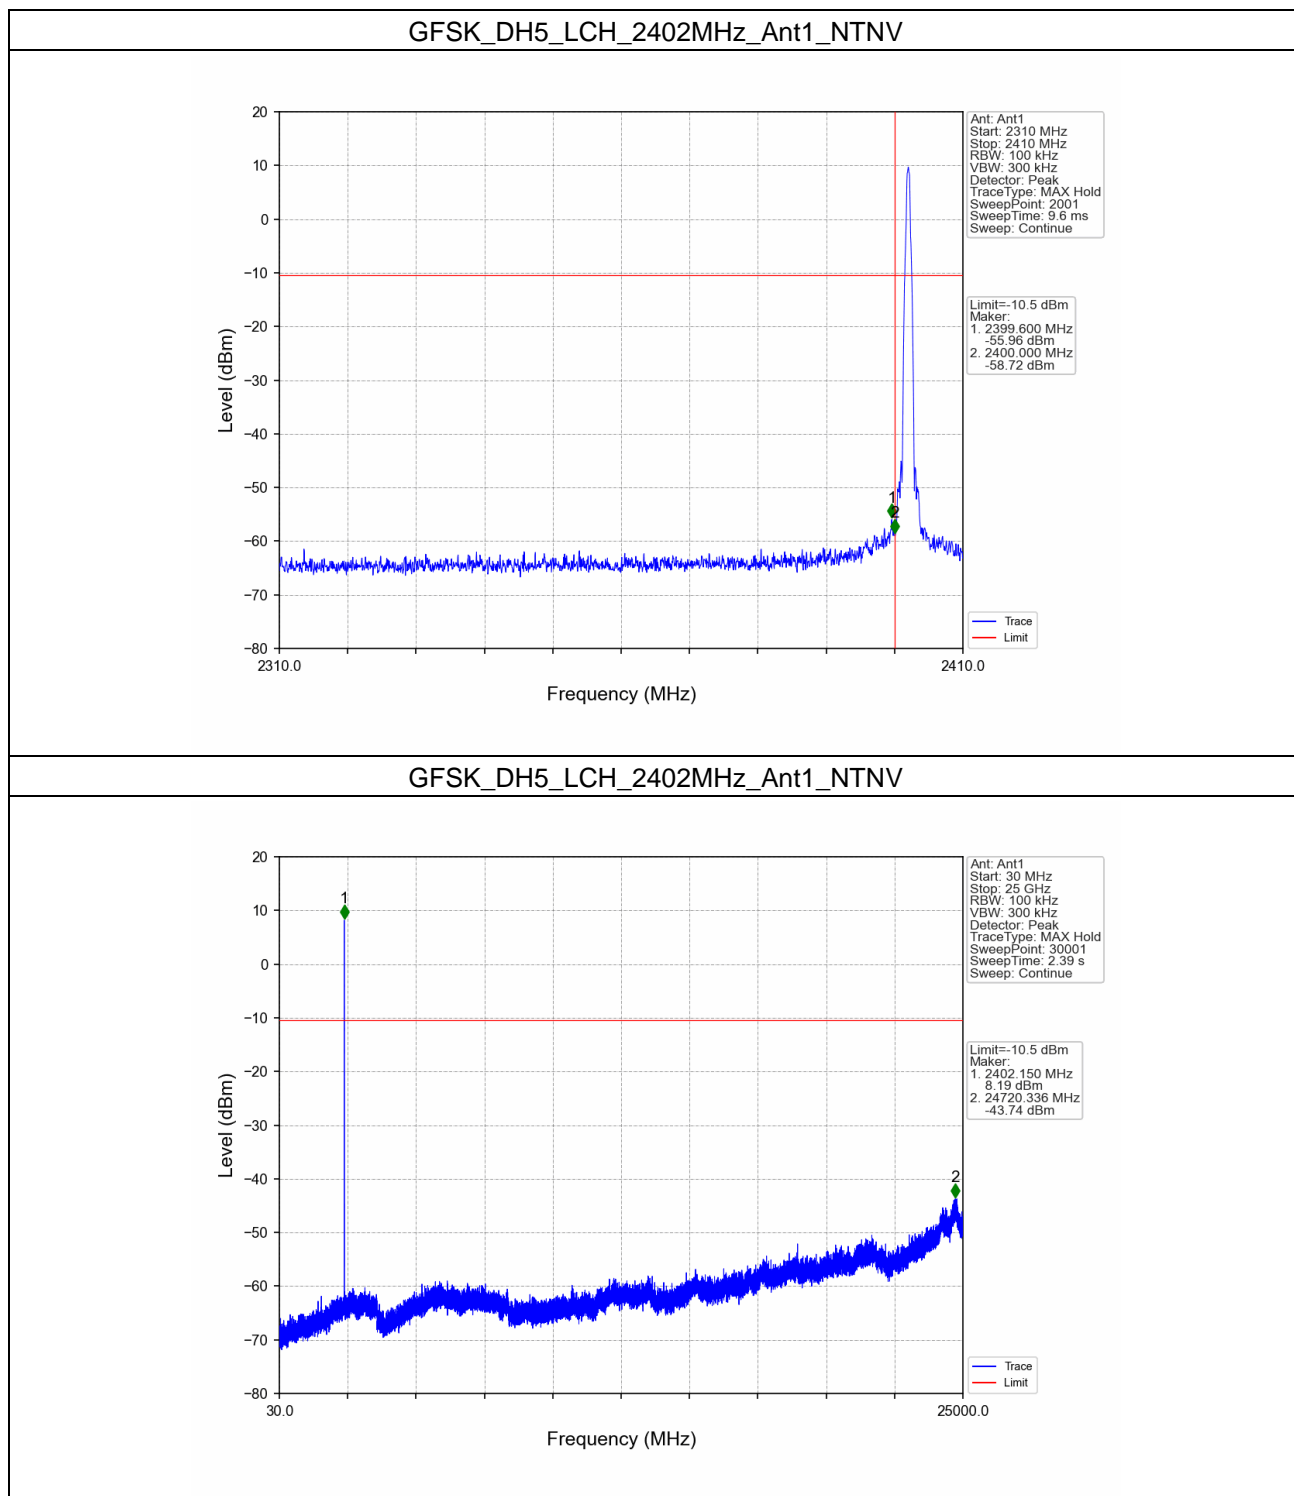 GFSK_DH5_LCH_2402MHz_Ant1_NTNV
20
10
0
−10
−20
−30
−40
−50
−60
−70
−80
Level (dBm)
2310.0
2410.0
Frequency (MHz)
1
2
Ant: Ant1
Start: 2310 MHz
Stop: 2410 MHz
RBW: 100 kHz
VBW: 300 kHz
Detector: Peak
TraceType: MAX Hold
SweepPoint: 2001
SweepTime: 9.6 ms
Sweep: Continue
Limit=-10.5 dBm
Maker:
1. 2399.600 MHz
-55.96 dBm
2. 2400.000 MHz
-58.72 dBm
Trace
Limit
GFSK_DH5_LCH_2402MHz_Ant1_NTNV
20
10
0
−10
−20
−30
−40
−50
−60
−70
−80
Level (dBm)
30.0
25000.0
Frequency (MHz)
1
2
Ant: Ant1
Start: 30 MHz
Stop: 25 GHz
RBW: 100 kHz
VBW: 300 kHz
Detector: Peak
TraceType: MAX Hold
SweepPoint: 30001
SweepTime: 2.39 s
Sweep: Continue
Limit=-10.5 dBm
Maker:
1. 2402.150 MHz
8.19 dBm
2. 24720.336 MHz
-43.74 dBm
Trace
Limit